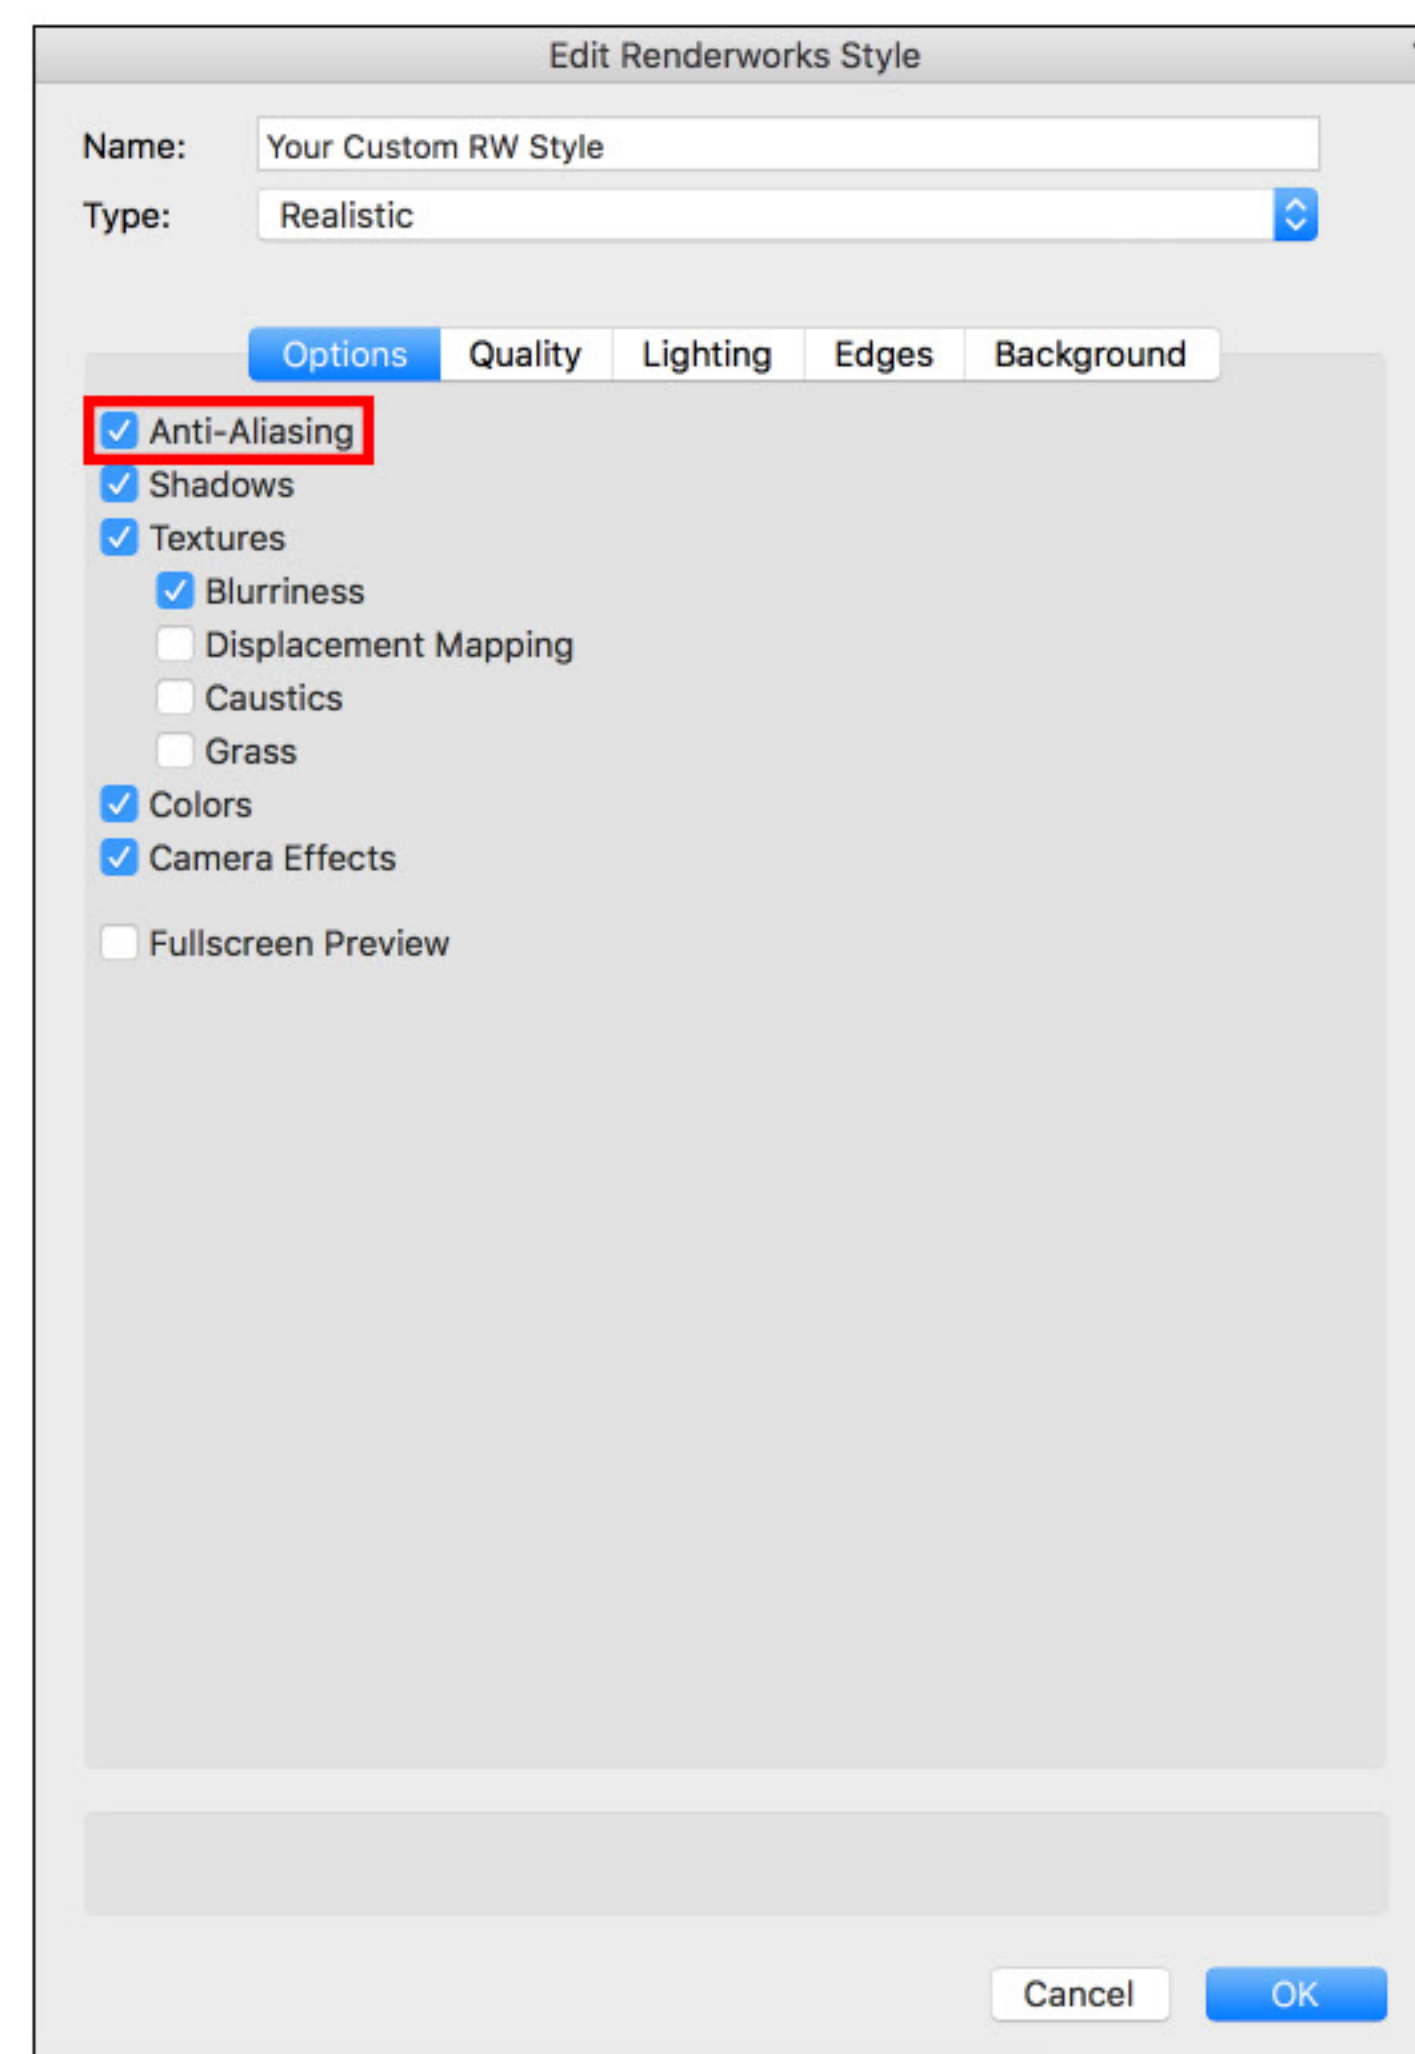 Edit Renderworks Style
Name: Your Custom RW Style
Type: Realistic
Options Quality Lighting Edges Background
Anti-Aliasing
Shadows
Textures
Blurriness
Displacement Mapping
Caustics
Grass
Colors
Camera Effects
Fullscreen Preview
Cancel OK